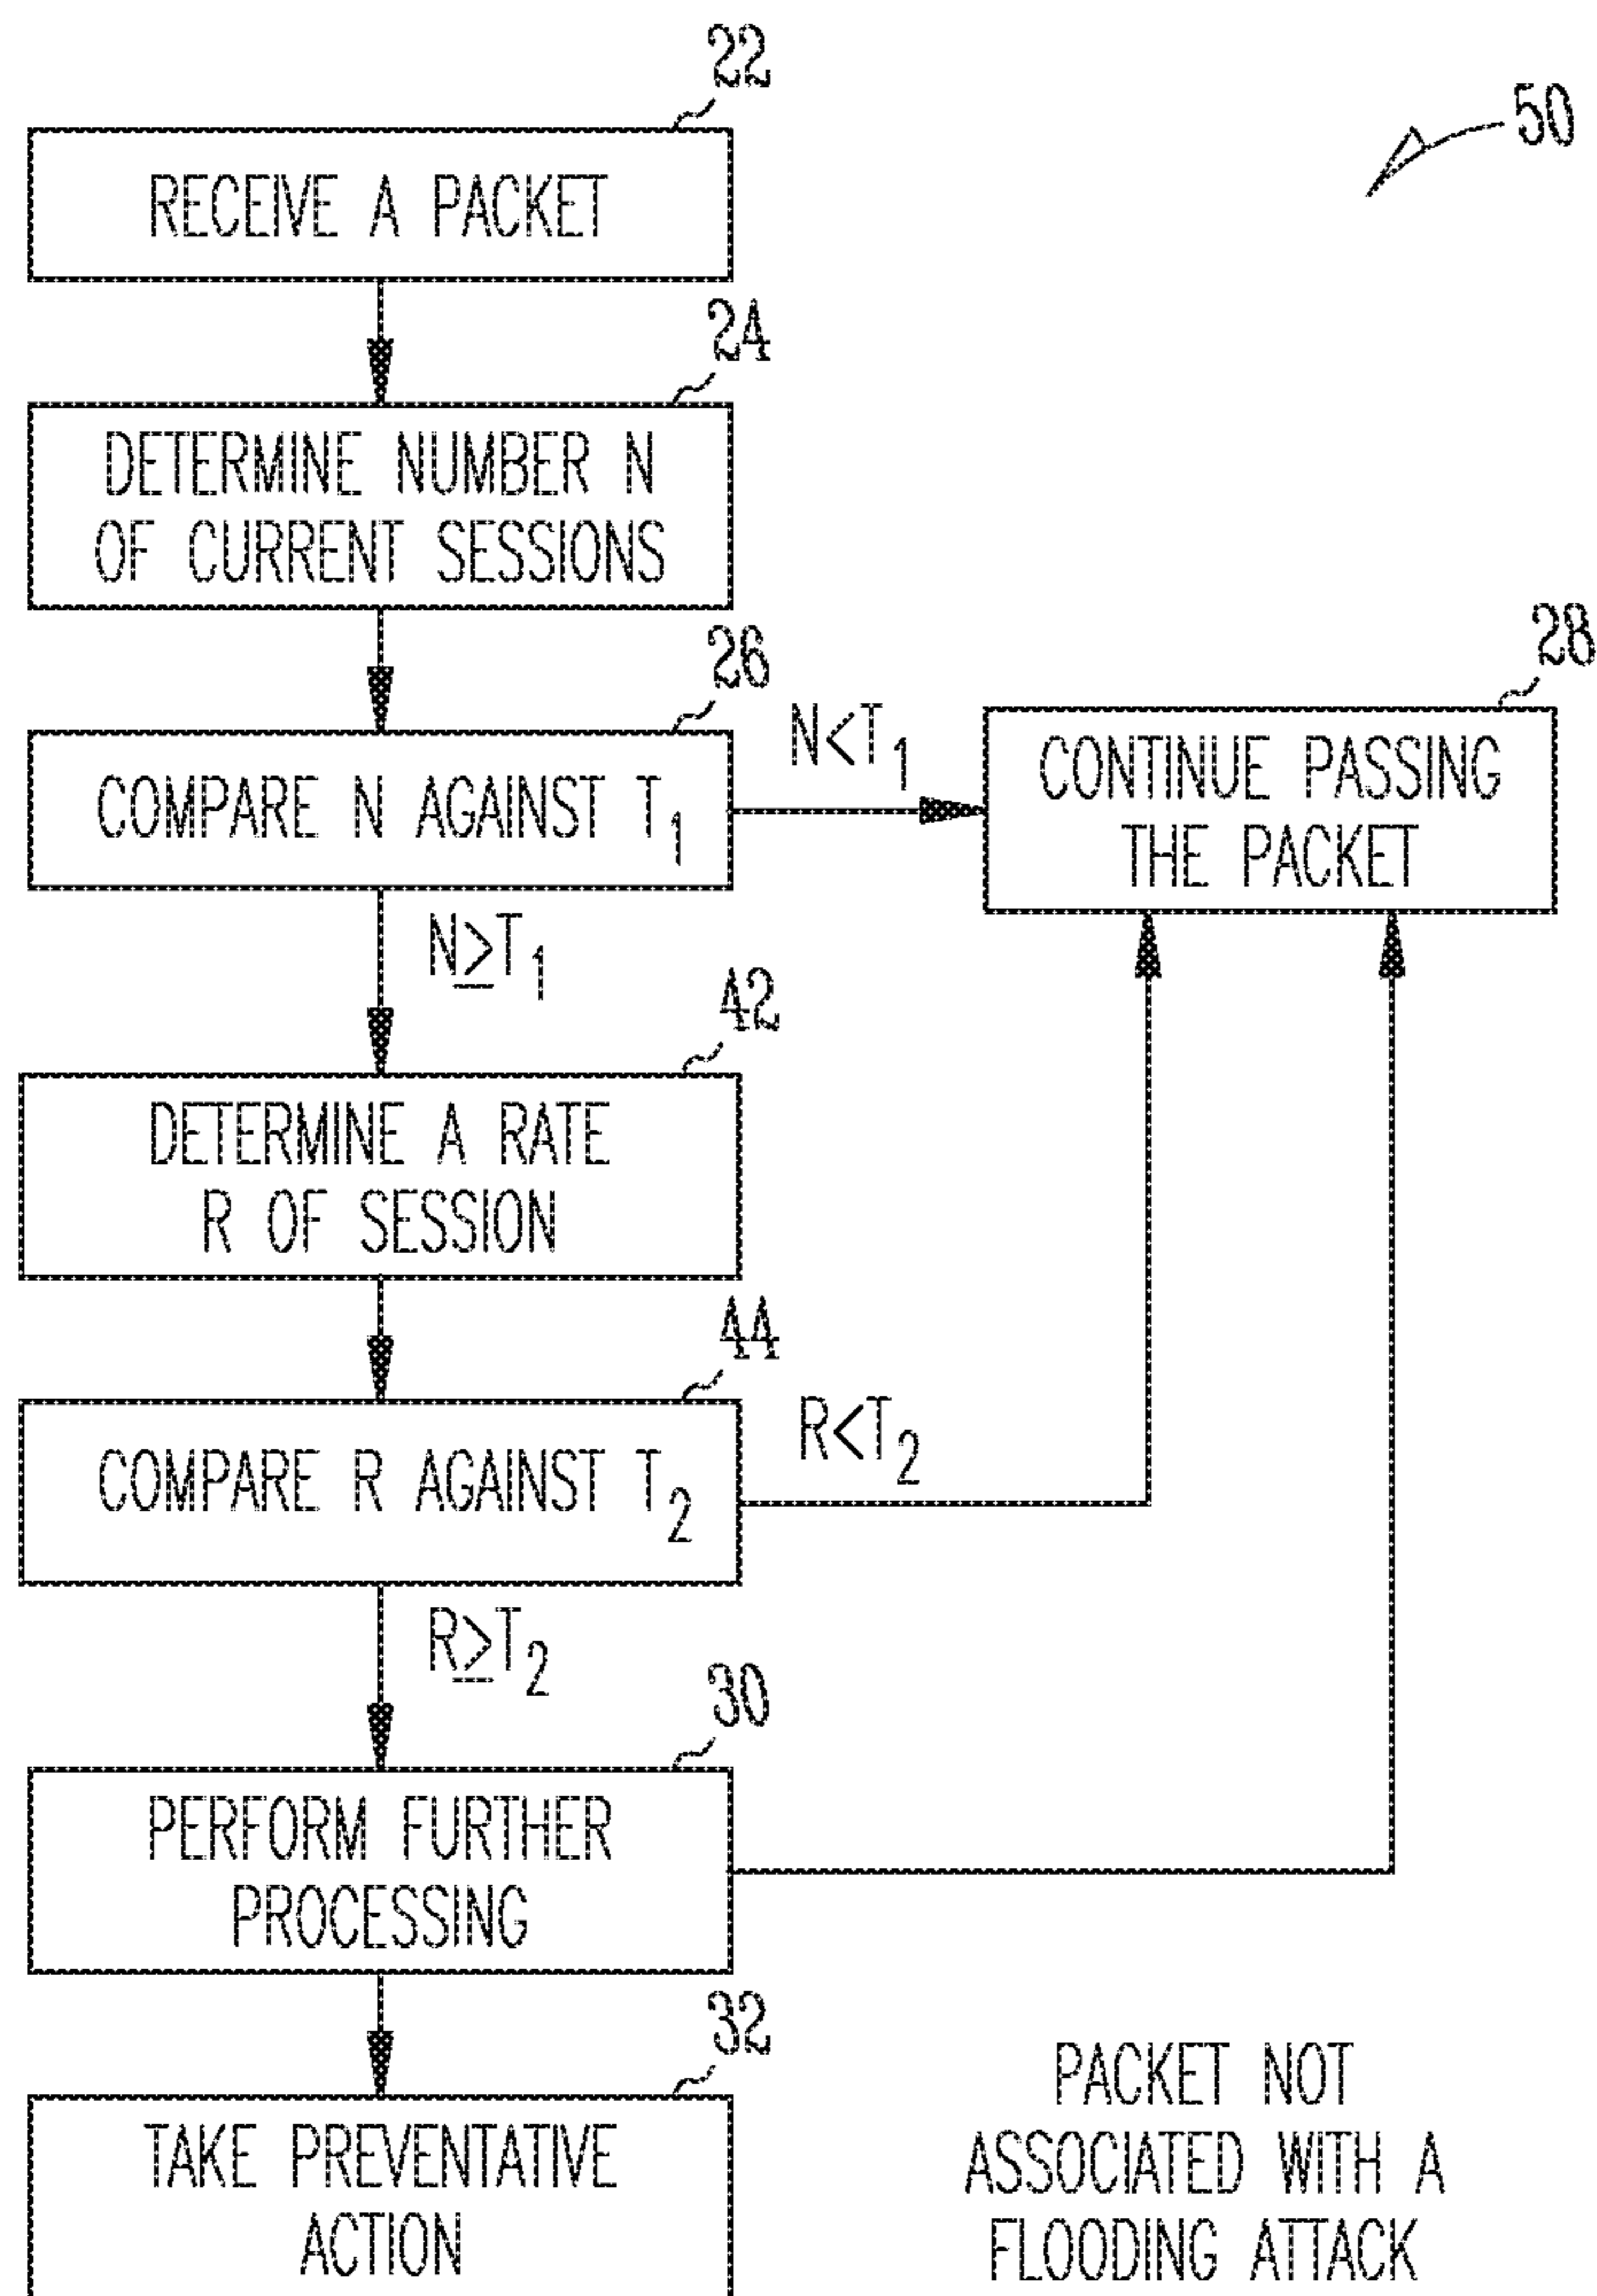 22
50
RECEIVE A PACKET
24
DETERMINE NUMBER N
OF CURRENT SESSIONS
26
28
N<T1
COMPARE N AGAINST T1
CONTINUE PASSING
THE PACKET
N≥T1
42
DETERMINE A RATE
R OF SESSION
44
R<T2
COMPARE R AGAINST T2
R≥T2
30
PERFORM FURTHER
PROCESSING
32
TAKE PREVENTATIVE
ACTION
PACKET NOT
ASSOCIATED WITH A
FLOODING ATTACK